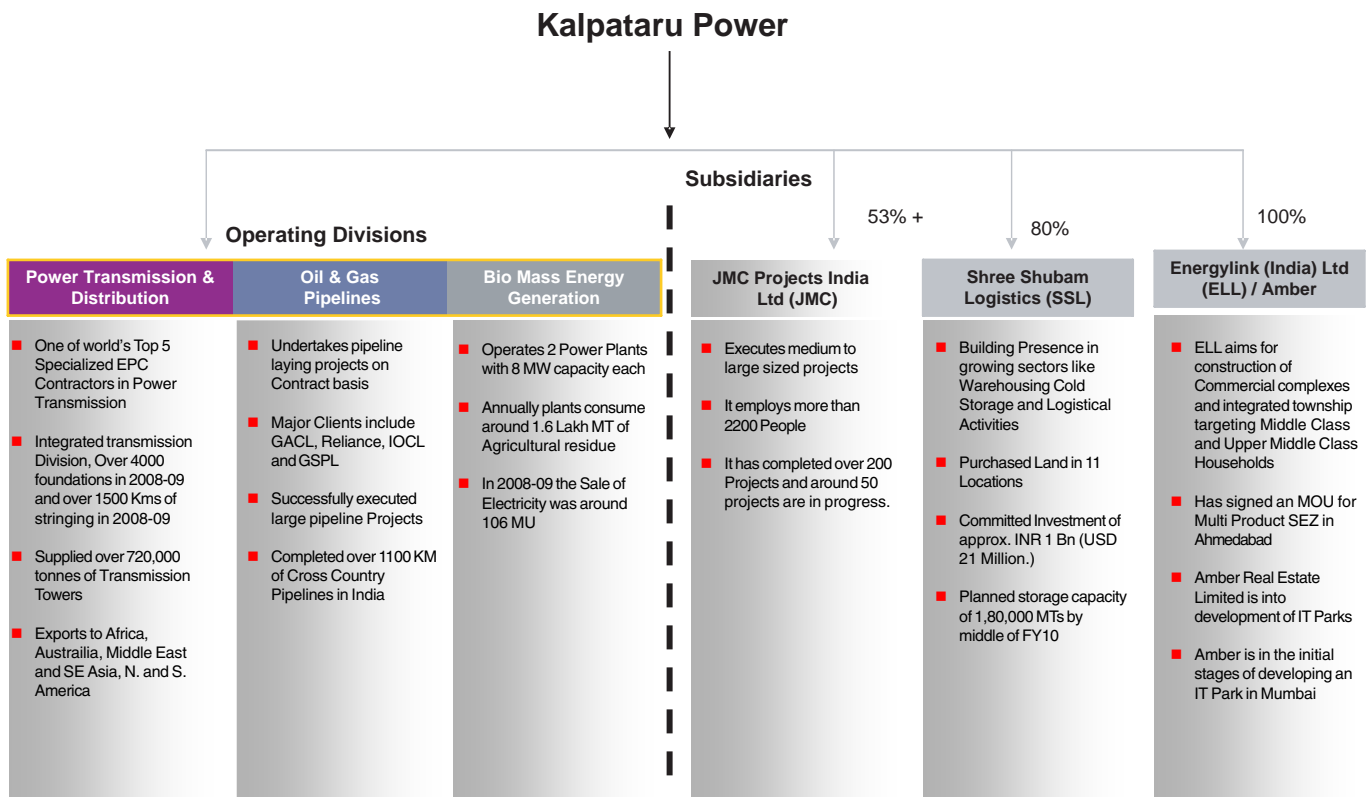 Kalpataru Power
Subsidiaries
53% +
80%
100%
Operating Divisions
Power Transmission &
Distribution
One of world's Top 5
Specialized EPC
Contractors in Power
Transmission
Integrated transmission
Division, Over 4000
foundations in 2008-09
and over 1500 Kms of
stringing in 2008-09
Supplied over 720,000
tonnes of Transmission
Towers
Exports to Africa,
Austrailia, Middle East
and SE Asia, N. and S.
America
Oil & Gas
Pipelines
Undertakes pipeline
laying projects on
Contract basis
Major Clients include
GACL, Reliance, IOCL
and GSPL
Successfully executed
large pipeline Projects
Completed over 1100 KM
of Cross Country
Pipelines in India
Bio Mass Energy
Generation
Operates 2 Power Plants
with 8 MW capacity each
Annually plants consume
around 1.6 Lakh MT of
Agricultural residue
In 2008-09 the Sale of
Electricity was around
106 MU
JMC Projects India
Ltd (JMC)
Executes medium to
large sized projects
It employs more than
2200 People
It has completed over 200
Projects and around 50
projects are in progress.
Shree Shubam
Logistics (SSL)
Building Presence in
growing sectors like
Warehousing Cold
Storage and Logistical
Activities
Purchased Land in 11
Locations
Committed Investment of
approx. INR 1 Bn (USD
21 Million.)
Planned storage capacity
of 1,80,000 MTs by
middle of FY10
Energylink (India) Ltd
(ELL) / Amber
ELL aims for
construction of
Commercial complexes
and integrated township
targeting Middle Class
and Upper Middle Class
Households
Has signed an MOU for
Multi Product SEZ in
Ahmedabad
Amber Real Estate
Limited is into
development of IT Parks
Amber is in the initial
stages of developing an
IT Park in Mumbai